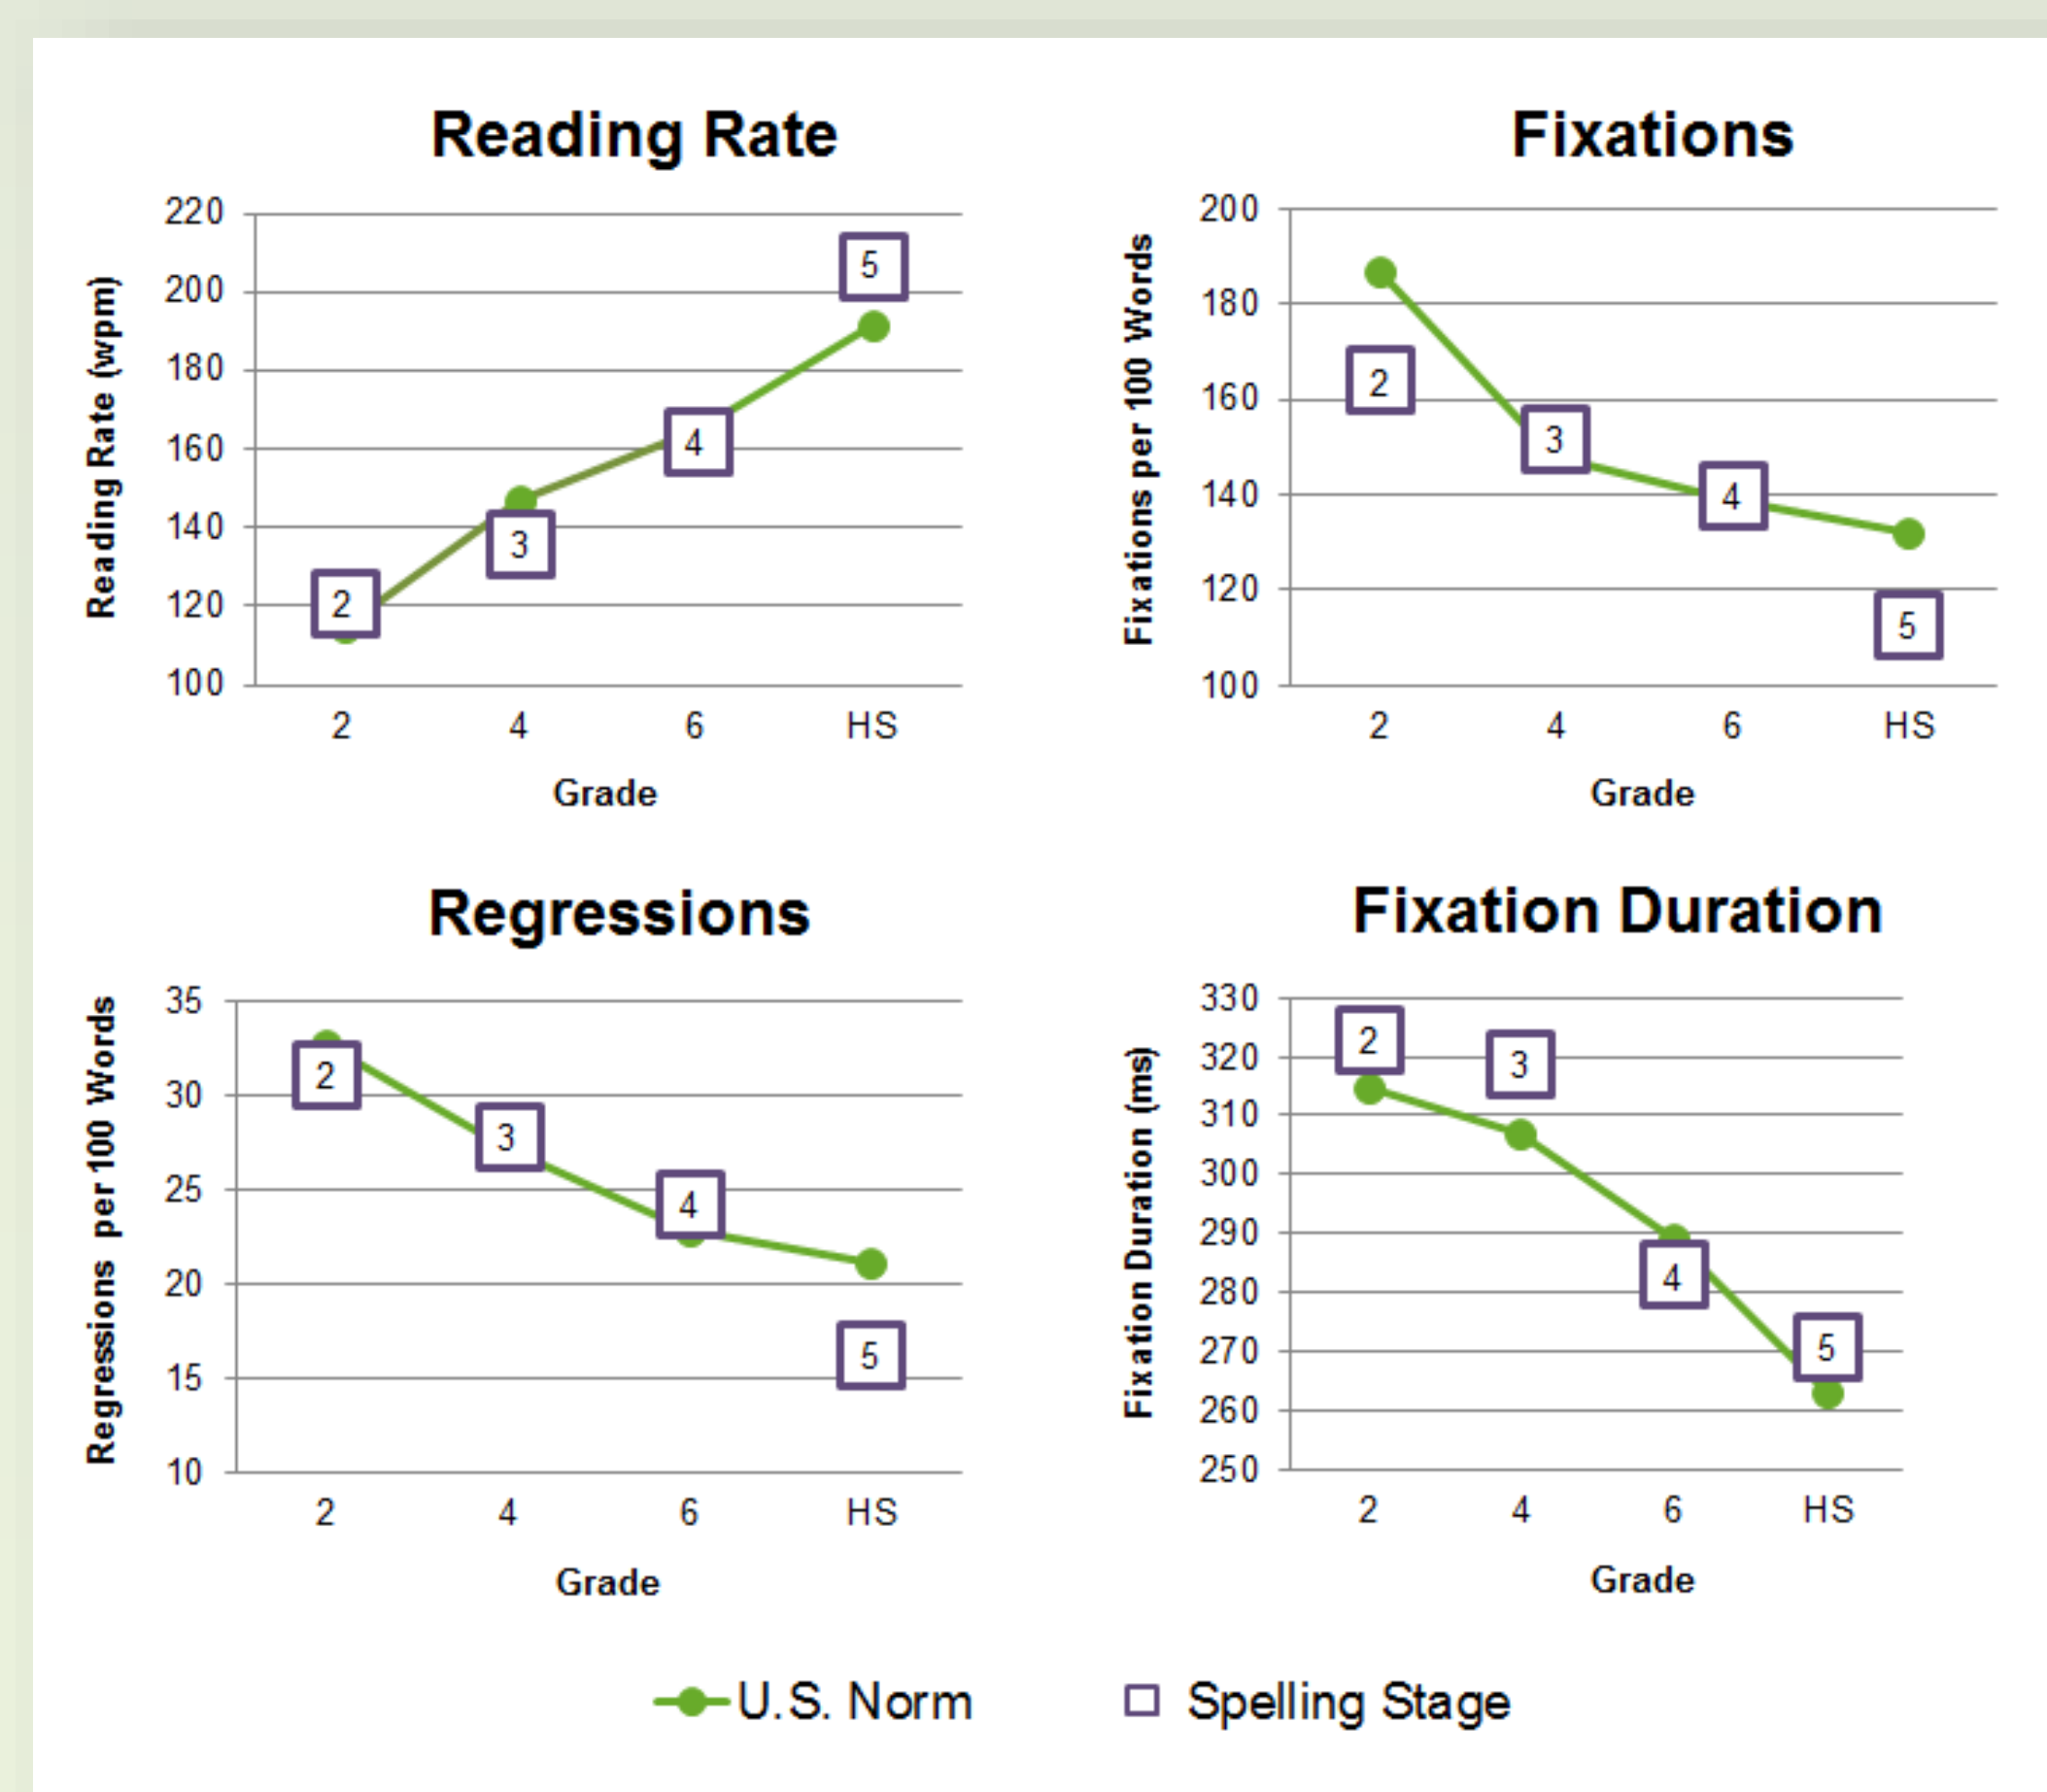 Reading Rate
Reading Rate (wpm)
220
200
180
160
140
120
100
2
3
4
5
2 4 6 HS
Grade
Fixations
Fixations per 100 Words
200
180
160
140
120
100
2
3
4
5
2 4 6 HS
Grade
Regressions
Regressions per 100 Words
35
30
25
20
15
10
2
3
4
5
2 4 6 HS
Grade
Fixation Duration
Fixation Duration (ms)
330
320
310
300
290
280
270
260
250
2
3
4
5
2 4 6 HS
Grade
U.S. Norm
Spelling Stage